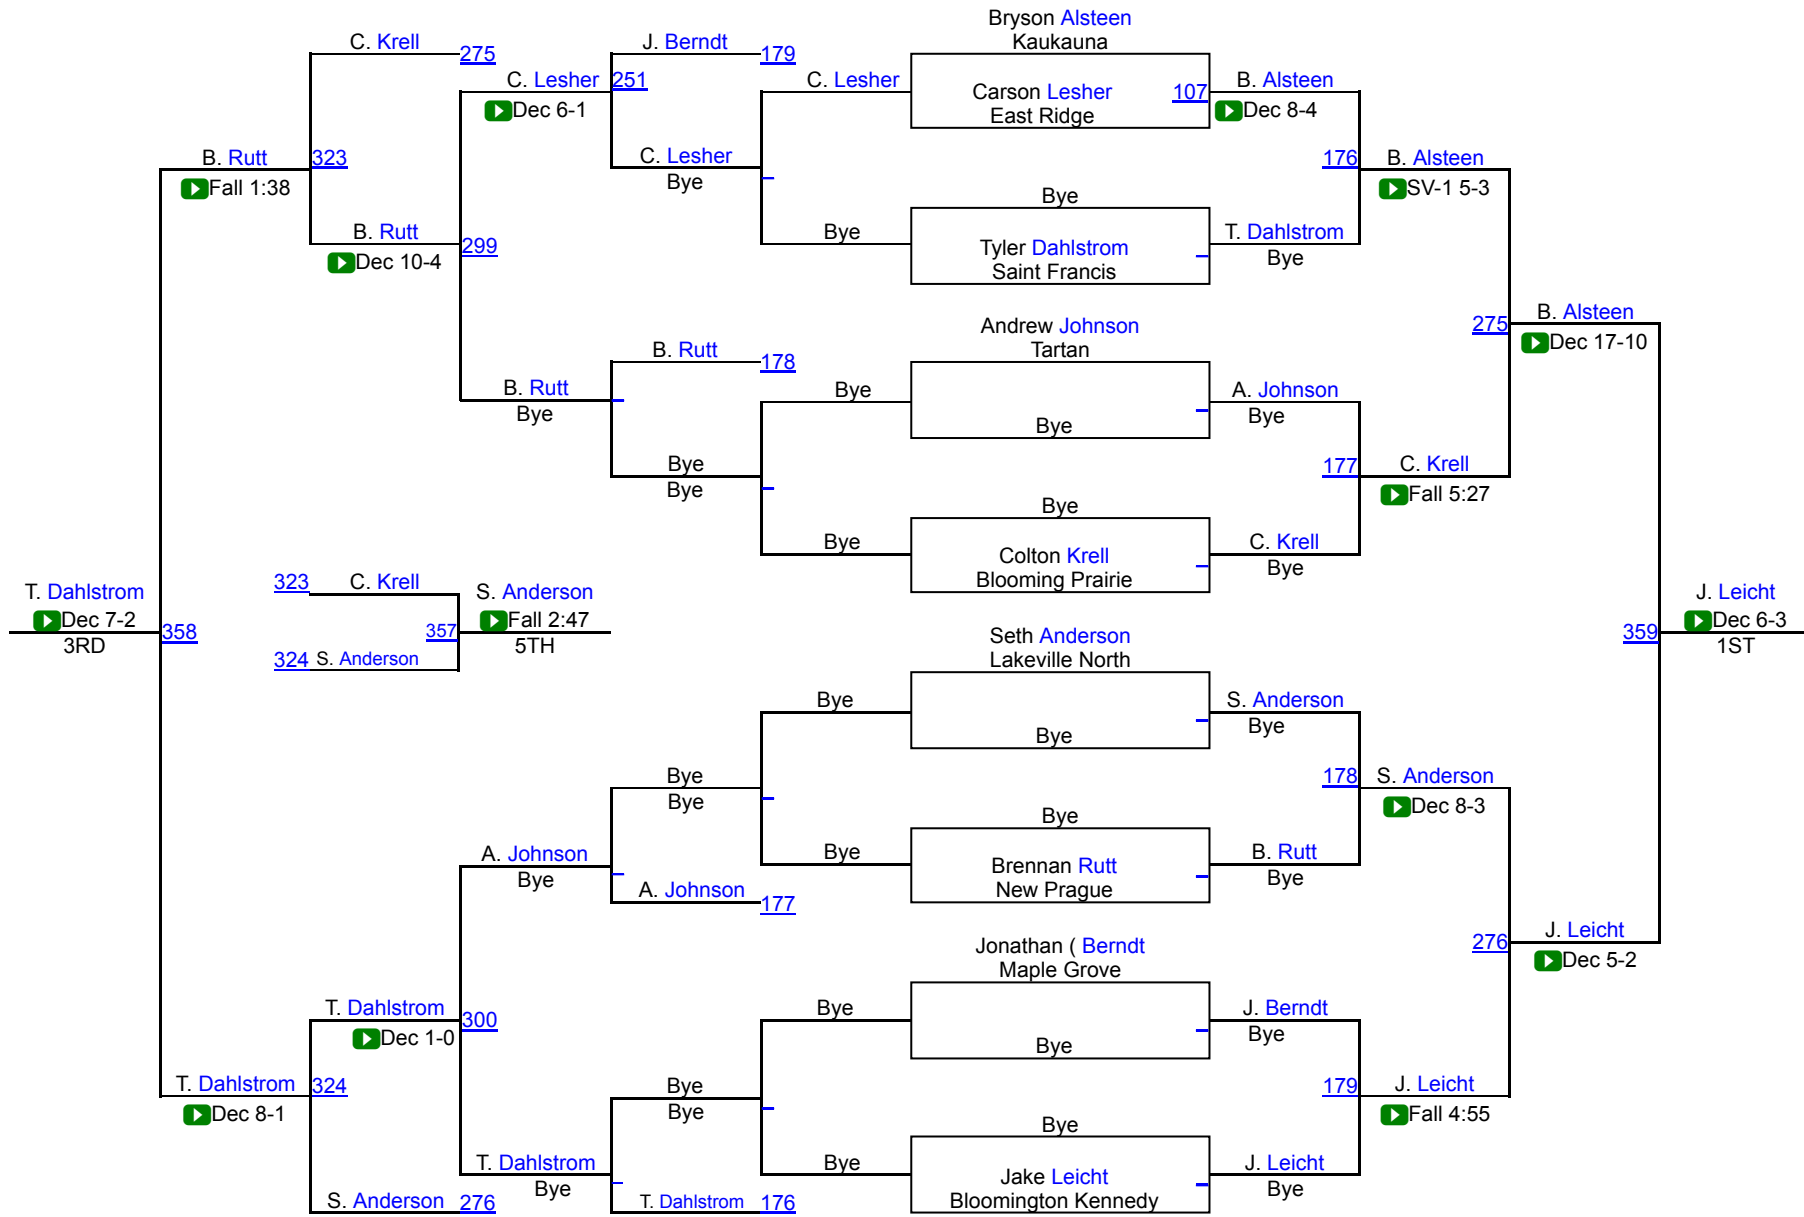 Bryson Alsteen
Kaukauna
C. Krell
275
J. Berndt
179
C. Lesher
251
Dec 6-1
C. Lesher
Carson Lesher
East Ridge
107
B. Alsteen
Dec 8-4
B. Rutt
323
Fall 1:38
C. Lesher
Bye
176
B. Alsteen
SV-1 5-3
Bye
B. Rutt
299
Dec 10-4
Bye
Tyler Dahlstrom
Saint Francis
T. Dahlstrom
Bye
Andrew Johnson
Tartan
275
B. Alsteen
Dec 17-10
B. Rutt
178
B. Rutt
Bye
Bye
Bye
A. Johnson
Bye
Bye
Bye
177
C. Krell
Fall 5:27
Bye
Bye
Colton Krell
Blooming Prairie
C. Krell
Bye
T. Dahlstrom
Dec 7-2
3RD
358
323
C. Krell
357
324
S. Anderson
S. Anderson
Fall 2:47
5TH
Seth Anderson
Lakeville North
359
J. Leicht
Dec 6-3
1ST
Bye
Bye
S. Anderson
Bye
Bye
Bye
178
S. Anderson
Dec 8-3
Bye
A. Johnson
Bye
Bye
Brennan Rutt
New Prague
B. Rutt
Bye
A. Johnson
177
Jonathan ( Berndt
Maple Grove
276
J. Leicht
Dec 5-2
T. Dahlstrom
300
Dec 1-0
Bye
Bye
J. Berndt
Bye
T. Dahlstrom
324
Dec 8-1
Bye
Bye
179
J. Leicht
Fall 4:55
Bye
T. Dahlstrom
Bye
Bye
Jake Leicht
Bloomington Kennedy
J. Leicht
Bye
S. Anderson
276
T. Dahlstrom
176